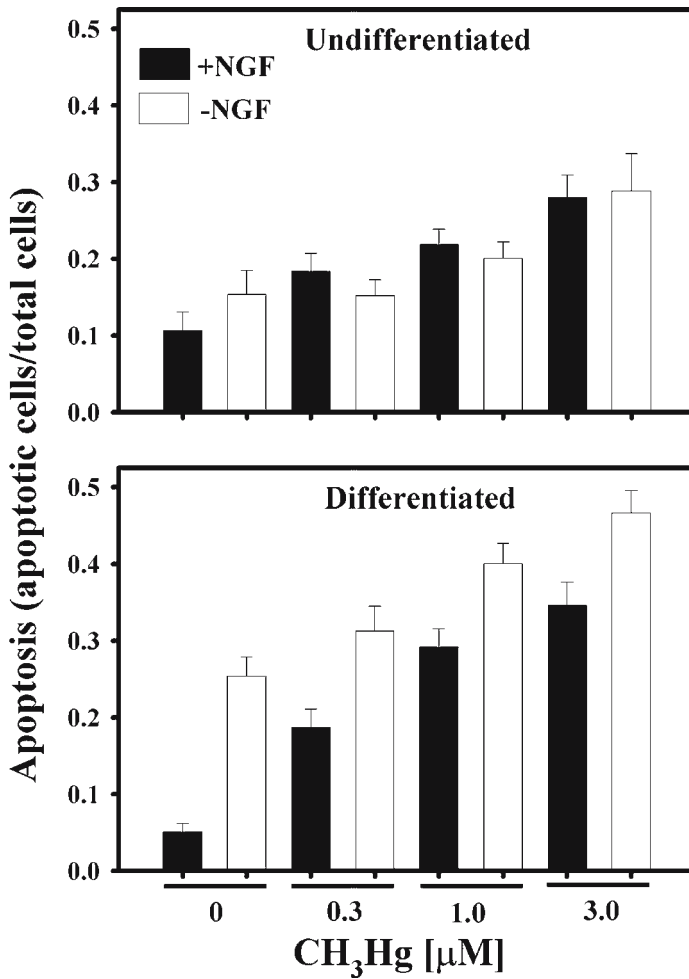 Apoptosis (apoptotic cells/total cells)
Undifferentiated
+NGF
-NGF
0.5
0.4
0.3
0.2
0.1
0.0
Differentiated
0.5
0.4
0.3
0.2
0.1
0.0
0 0.3 1.0 3.0
CH₃Hg [μM]